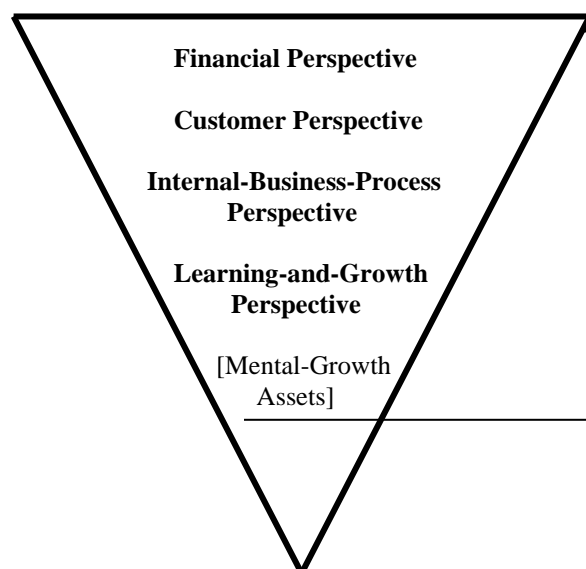 Financial Perspective
Customer Perspective
Internal-Business-Process
Perspective
Learning-and-Growth
Perspective
[Mental-Growth
Assets]